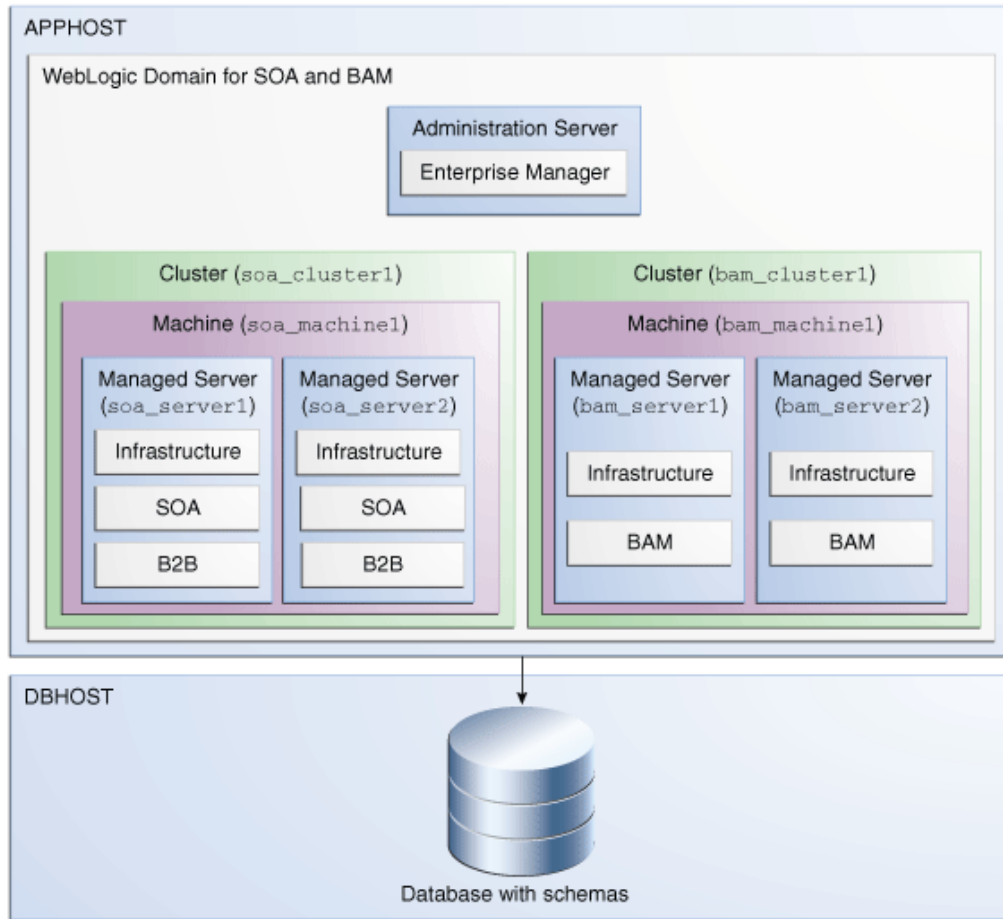 APPHOST
WebLogic Domain for SOA and BAM
Administration Server
Enterprise Manager
Cluster (soa_cluster1)
Machine (soa_machine1)
Managed Server
(soa_server1)
Infrastructure
SOA
B2B
Managed Server
(soa_server2)
Infrastructure
SOA
B2B
Cluster (bam_cluster1)
Machine (bam_machine1)
Managed Server
(bam_server1)
Infrastructure
BAM
Managed Server
(bam_server2)
Infrastructure
BAM
DBHOST
Database with schemas